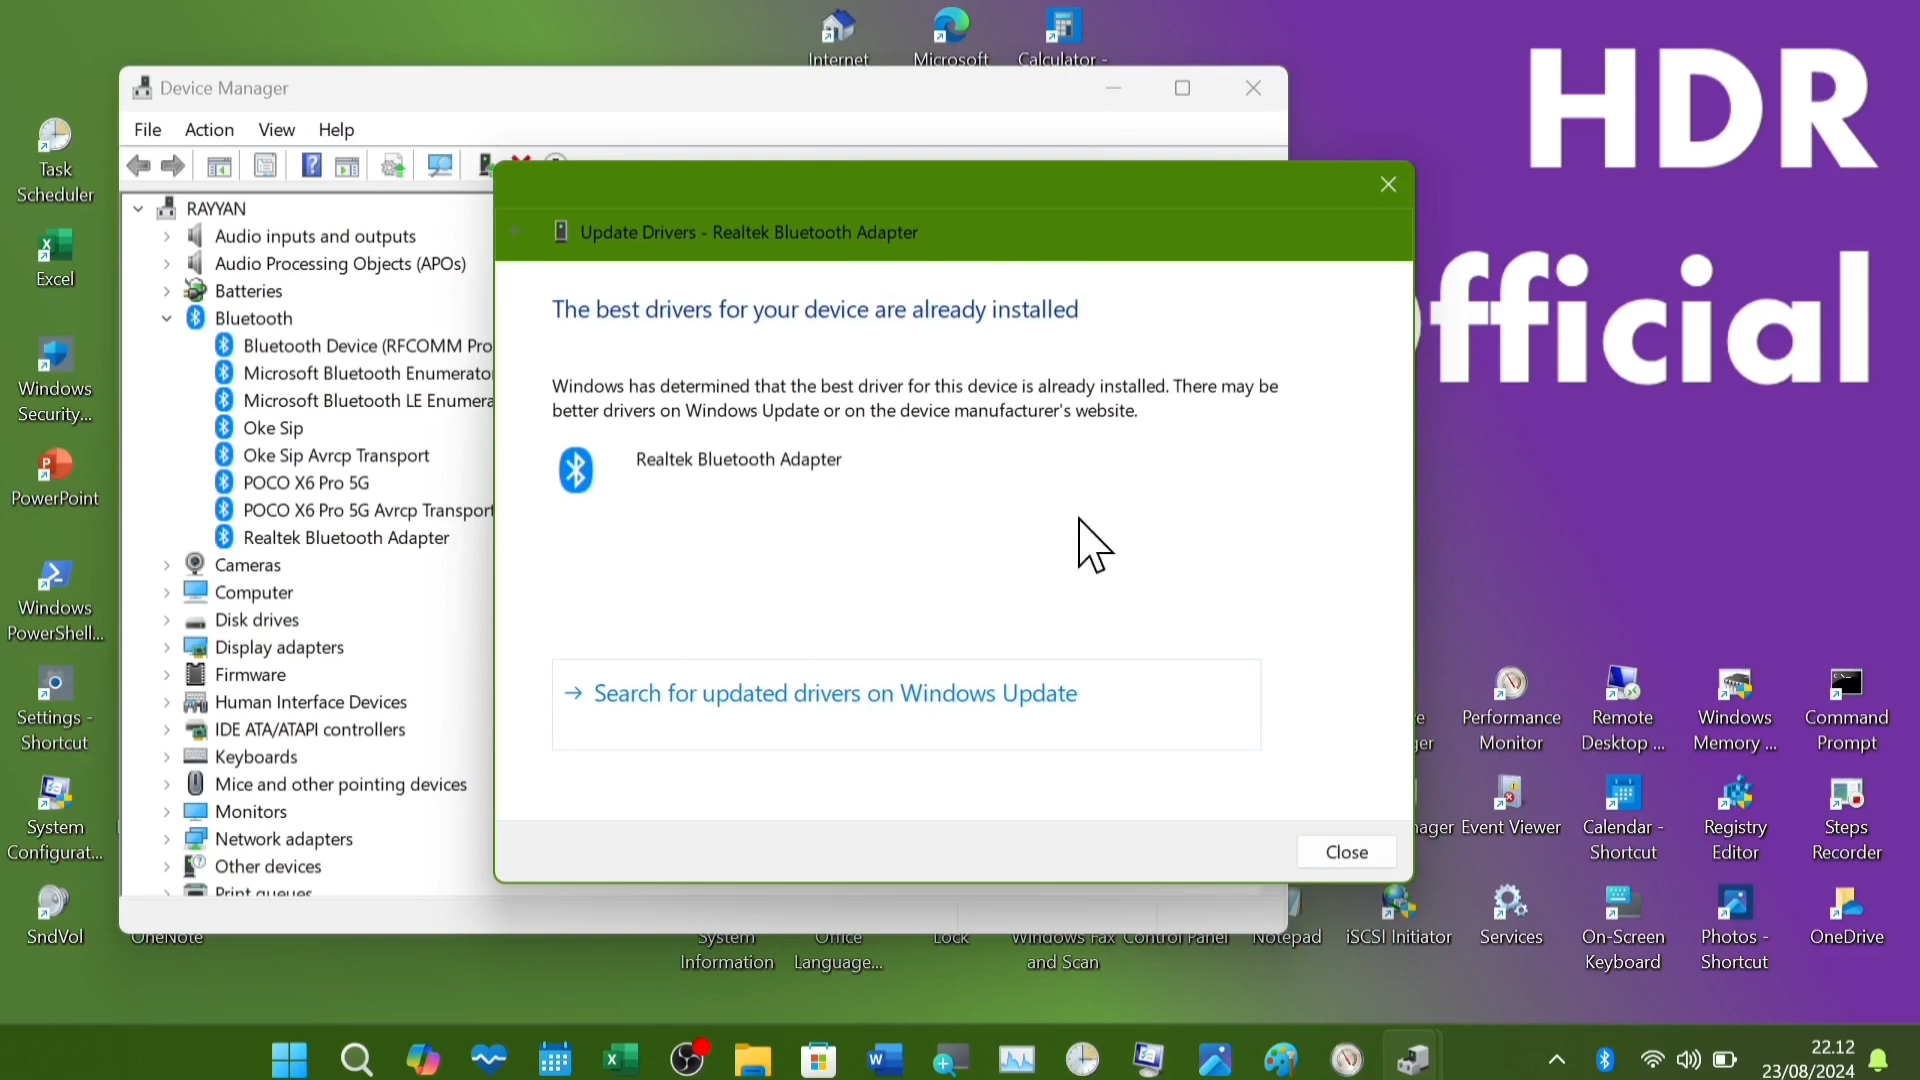 Internet
Microsoft
Calculator -
HDR
fficial
Task
Scheduler
Excel
Windows
Security...
PowerPoint
Windows
PowerShell...
Settings -
Shortcut
System
Configurat...
SndVol
Device Manager
File Action View Help
RAYYAN
Audio inputs and outputs
Audio Processing Objects (APOs)
Batteries
Bluetooth
Bluetooth Device (RFCOMM Pro
Microsoft Bluetooth Enumerato
Microsoft Bluetooth LE Enumera
Oke Sip
Oke Sip Avrcp Transport
POCO X6 Pro 5G
POCO X6 Pro 5G Avrcp Transport
Realtek Bluetooth Adapter
Cameras
Computer
Disk drives
Display adapters
Firmware
Human Interface Devices
IDE ATA/ATAPI controllers
Keyboards
Mice and other pointing devices
Monitors
Network adapters
Other devices
Print queues
Update Drivers - Realtek Bluetooth Adapter
The best drivers for your device are already installed
Windows has determined that the best driver for this device is already installed. There may be
better drivers on Windows Update or on the device manufacturer's website.
Realtek Bluetooth Adapter
Search for updated drivers on Windows Update
Close
Performance
Monitor
Remote
Desktop ...
Windows
Memory ...
Command
Prompt
ager
Event Viewer
Calendar -
Shortcut
Registry
Editor
Steps
Recorder
OneNote
System
Information
Office
Language...
Lock
Windows Fax
and Scan
Control Panel
Notepad
iSCSI Initiator
Services
On-Screen
Keyboard
Photos -
Shortcut
OneDrive
22.12
23/08/2024